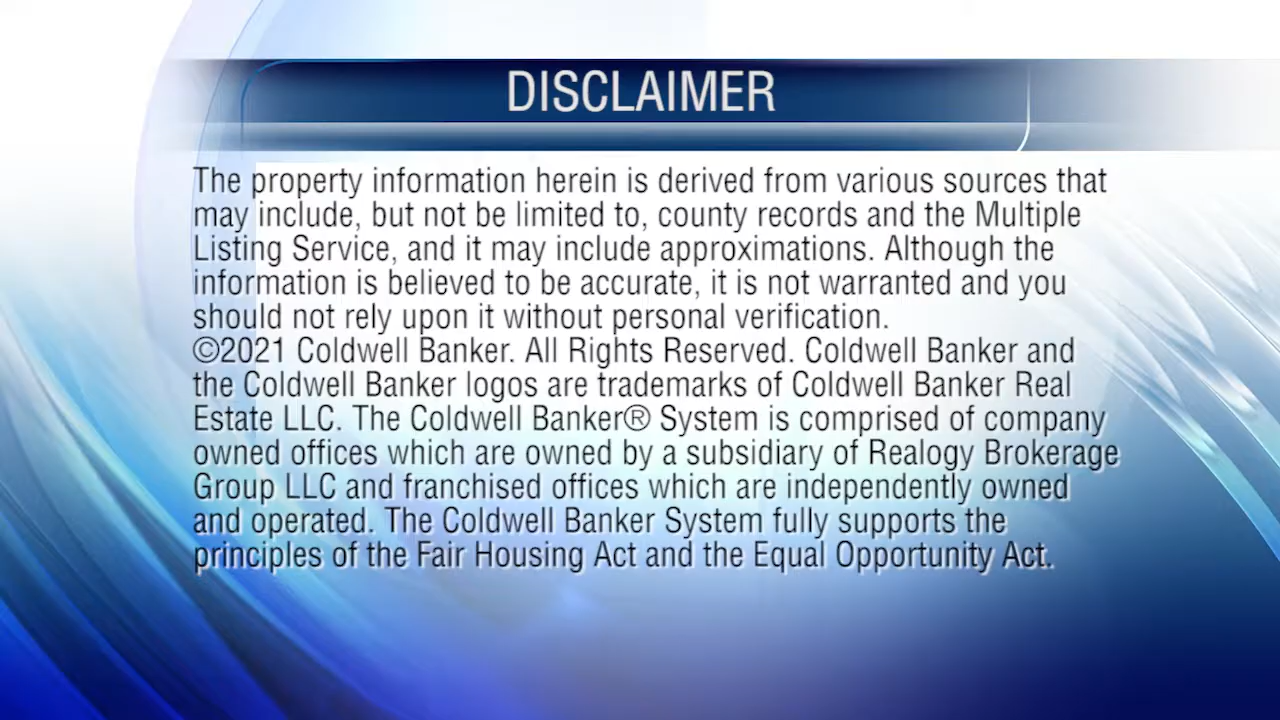 DISCLAIMER
The property information herein is derived from various sources that
may include, but not be limited to, county records and the Multiple
Listing Service, and it may include approximations. Although the
information is believed to be accurate, it is not warranted and you
should not rely upon it without personal verification.
©2021 Coldwell Banker. All Rights Reserved. Coldwell Banker and
the Coldwell Banker logos are trademarks of Coldwell Banker Real
Estate LLC. The Coldwell Banker® System is comprised of company
owned offices which are owned by a subsidiary of Realogy Brokerage
Group LLC and franchised offices which are independently owned
and operated. The Coldwell Banker System fully supports the
principles of the Fair Housing Act and the Equal Opportunity Act.